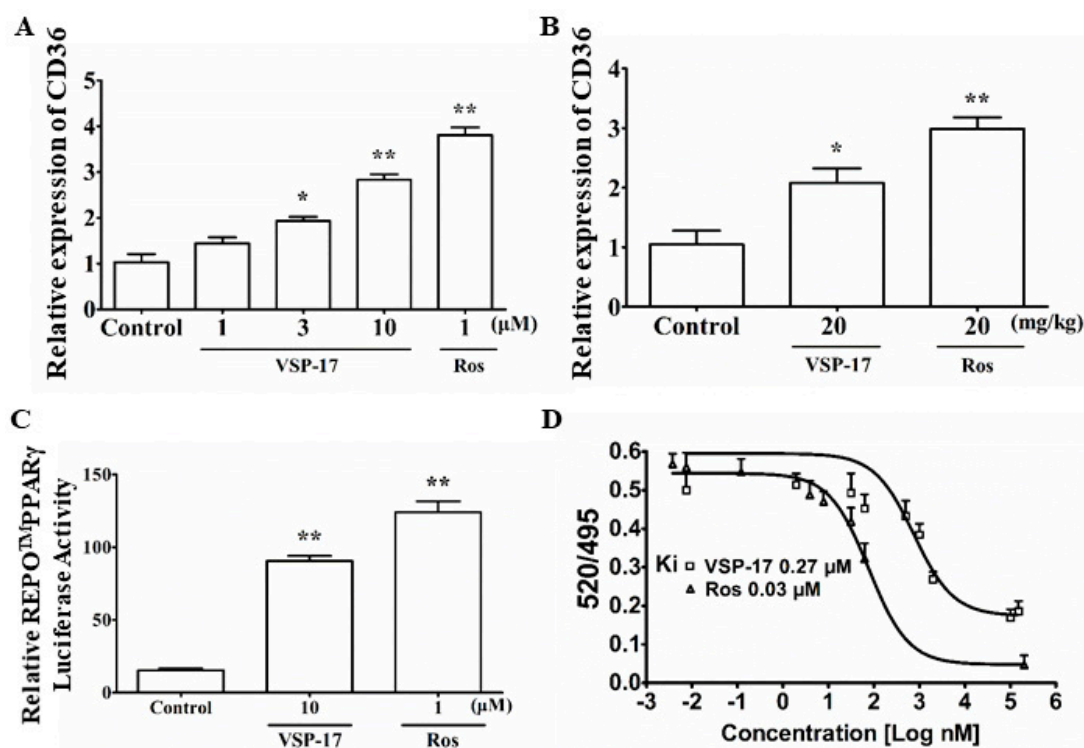 A
Relative expression of CD36
5
4
3
2
1
0
**
**
*
Control 1 3 10 1 (μM)
VSP-17 Ros
B
Relative expression of CD36
4
3
2
1
0
**
*
Control 20 20 (mg/kg)
VSP-17 Ros
C
Relative REPO™PPARγ
Luciferase Activity
150
100
50
0
**
**
Control 10 1 (μM)
VSP-17 Ros
D
520/495
0.6
0.5
0.4
0.3
0.2
0.1
0.0
Ki VSP-17 0.27 μM
Ros 0.03 μM
-3 -2 -1 0 1 2 3 4 5 6
Concentration [Log nM]